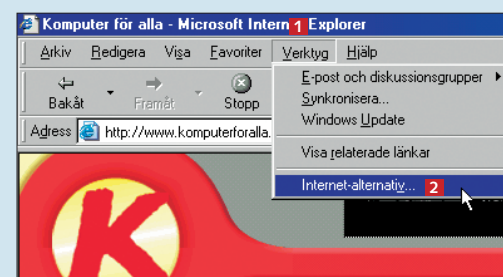 Komputer för alla - Microsoft Intern 1 Explorer
Arkiv Redigera Visa Favoriter Verktyg Hjälp
Bakåt Framåt Stopp
Adress http://www.komputerforalla.
E-post och diskussionsgrupper
Synkronisera...
Windows Update
Visa relaterade länkar
Internet-alternativ... 2
K